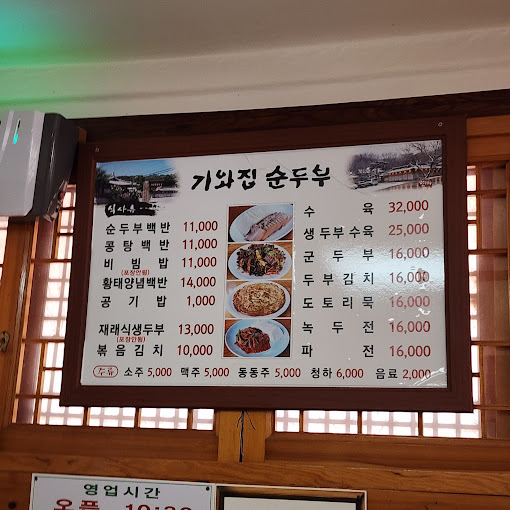 기와집 순두부
식사류
순두부백반 11,000
콩탕백반 11,000
비빔밥 11,000
(포장안됨)
황태양념백반 14,000
공기밥 1,000
재래식생두부 13,000
(포장안됨)
볶음김치 10,000
수육 32,000
생두부수육 25,000
군두부 16,000
두부김치 16,000
도토리묵 16,000
녹두전 16,000
파전 16,000
주류 소주 5,000 맥주 5,000 동동주 5,000 청하 6,000 음료 2,000
영업시간
오픈